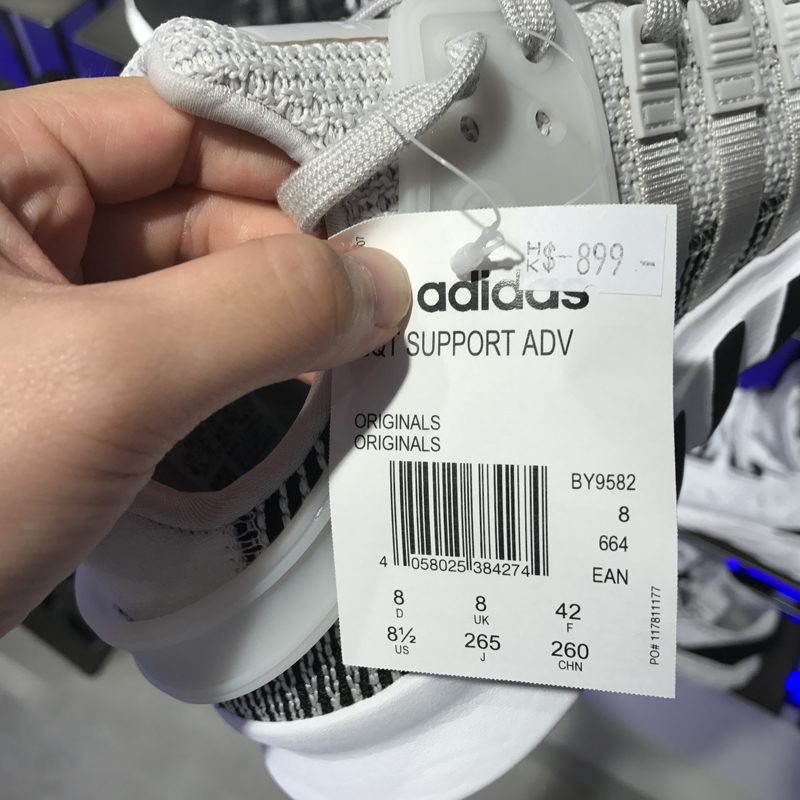 HK$-899
adidas
SUPPORT ADV
ORIGINALS
ORIGINALS
BY9582
8
664
EAN
4 058025 384274
8 8 42
D UK F
8½ 265 260
US J CHN
PO# 117811177